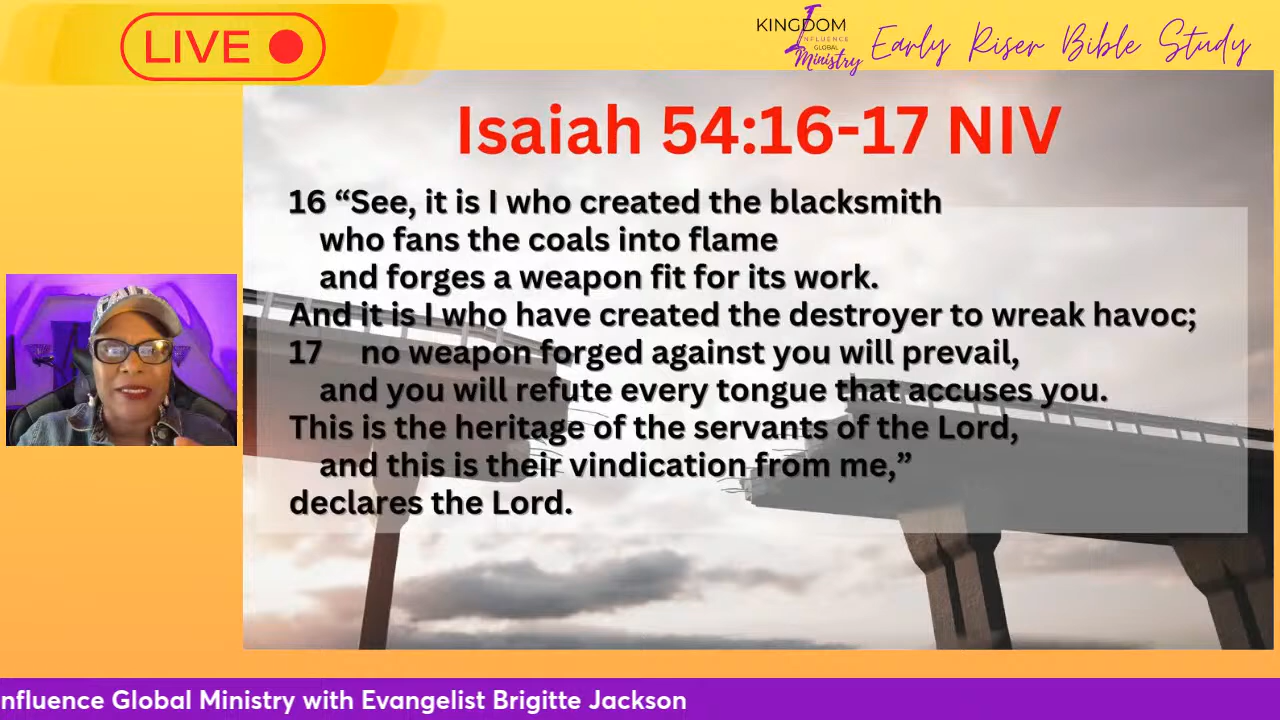 LIVE
KINGDOM
INFLUENCE
GLOBAL
Ministry
Early Riser Bible Study
Isaiah 54:16-17 NIV
16 “See, it is I who created the blacksmith
who fans the coals into flame
and forges a weapon fit for its work.
And it is I who have created the destroyer to wreak havoc;
17 no weapon forged against you will prevail,
and you will refute every tongue that accuses you.
This is the heritage of the servants of the Lord,
and this is their vindication from me,”
declares the Lord.
nfluence Global Ministry with Evangelist Brigitte Jackson